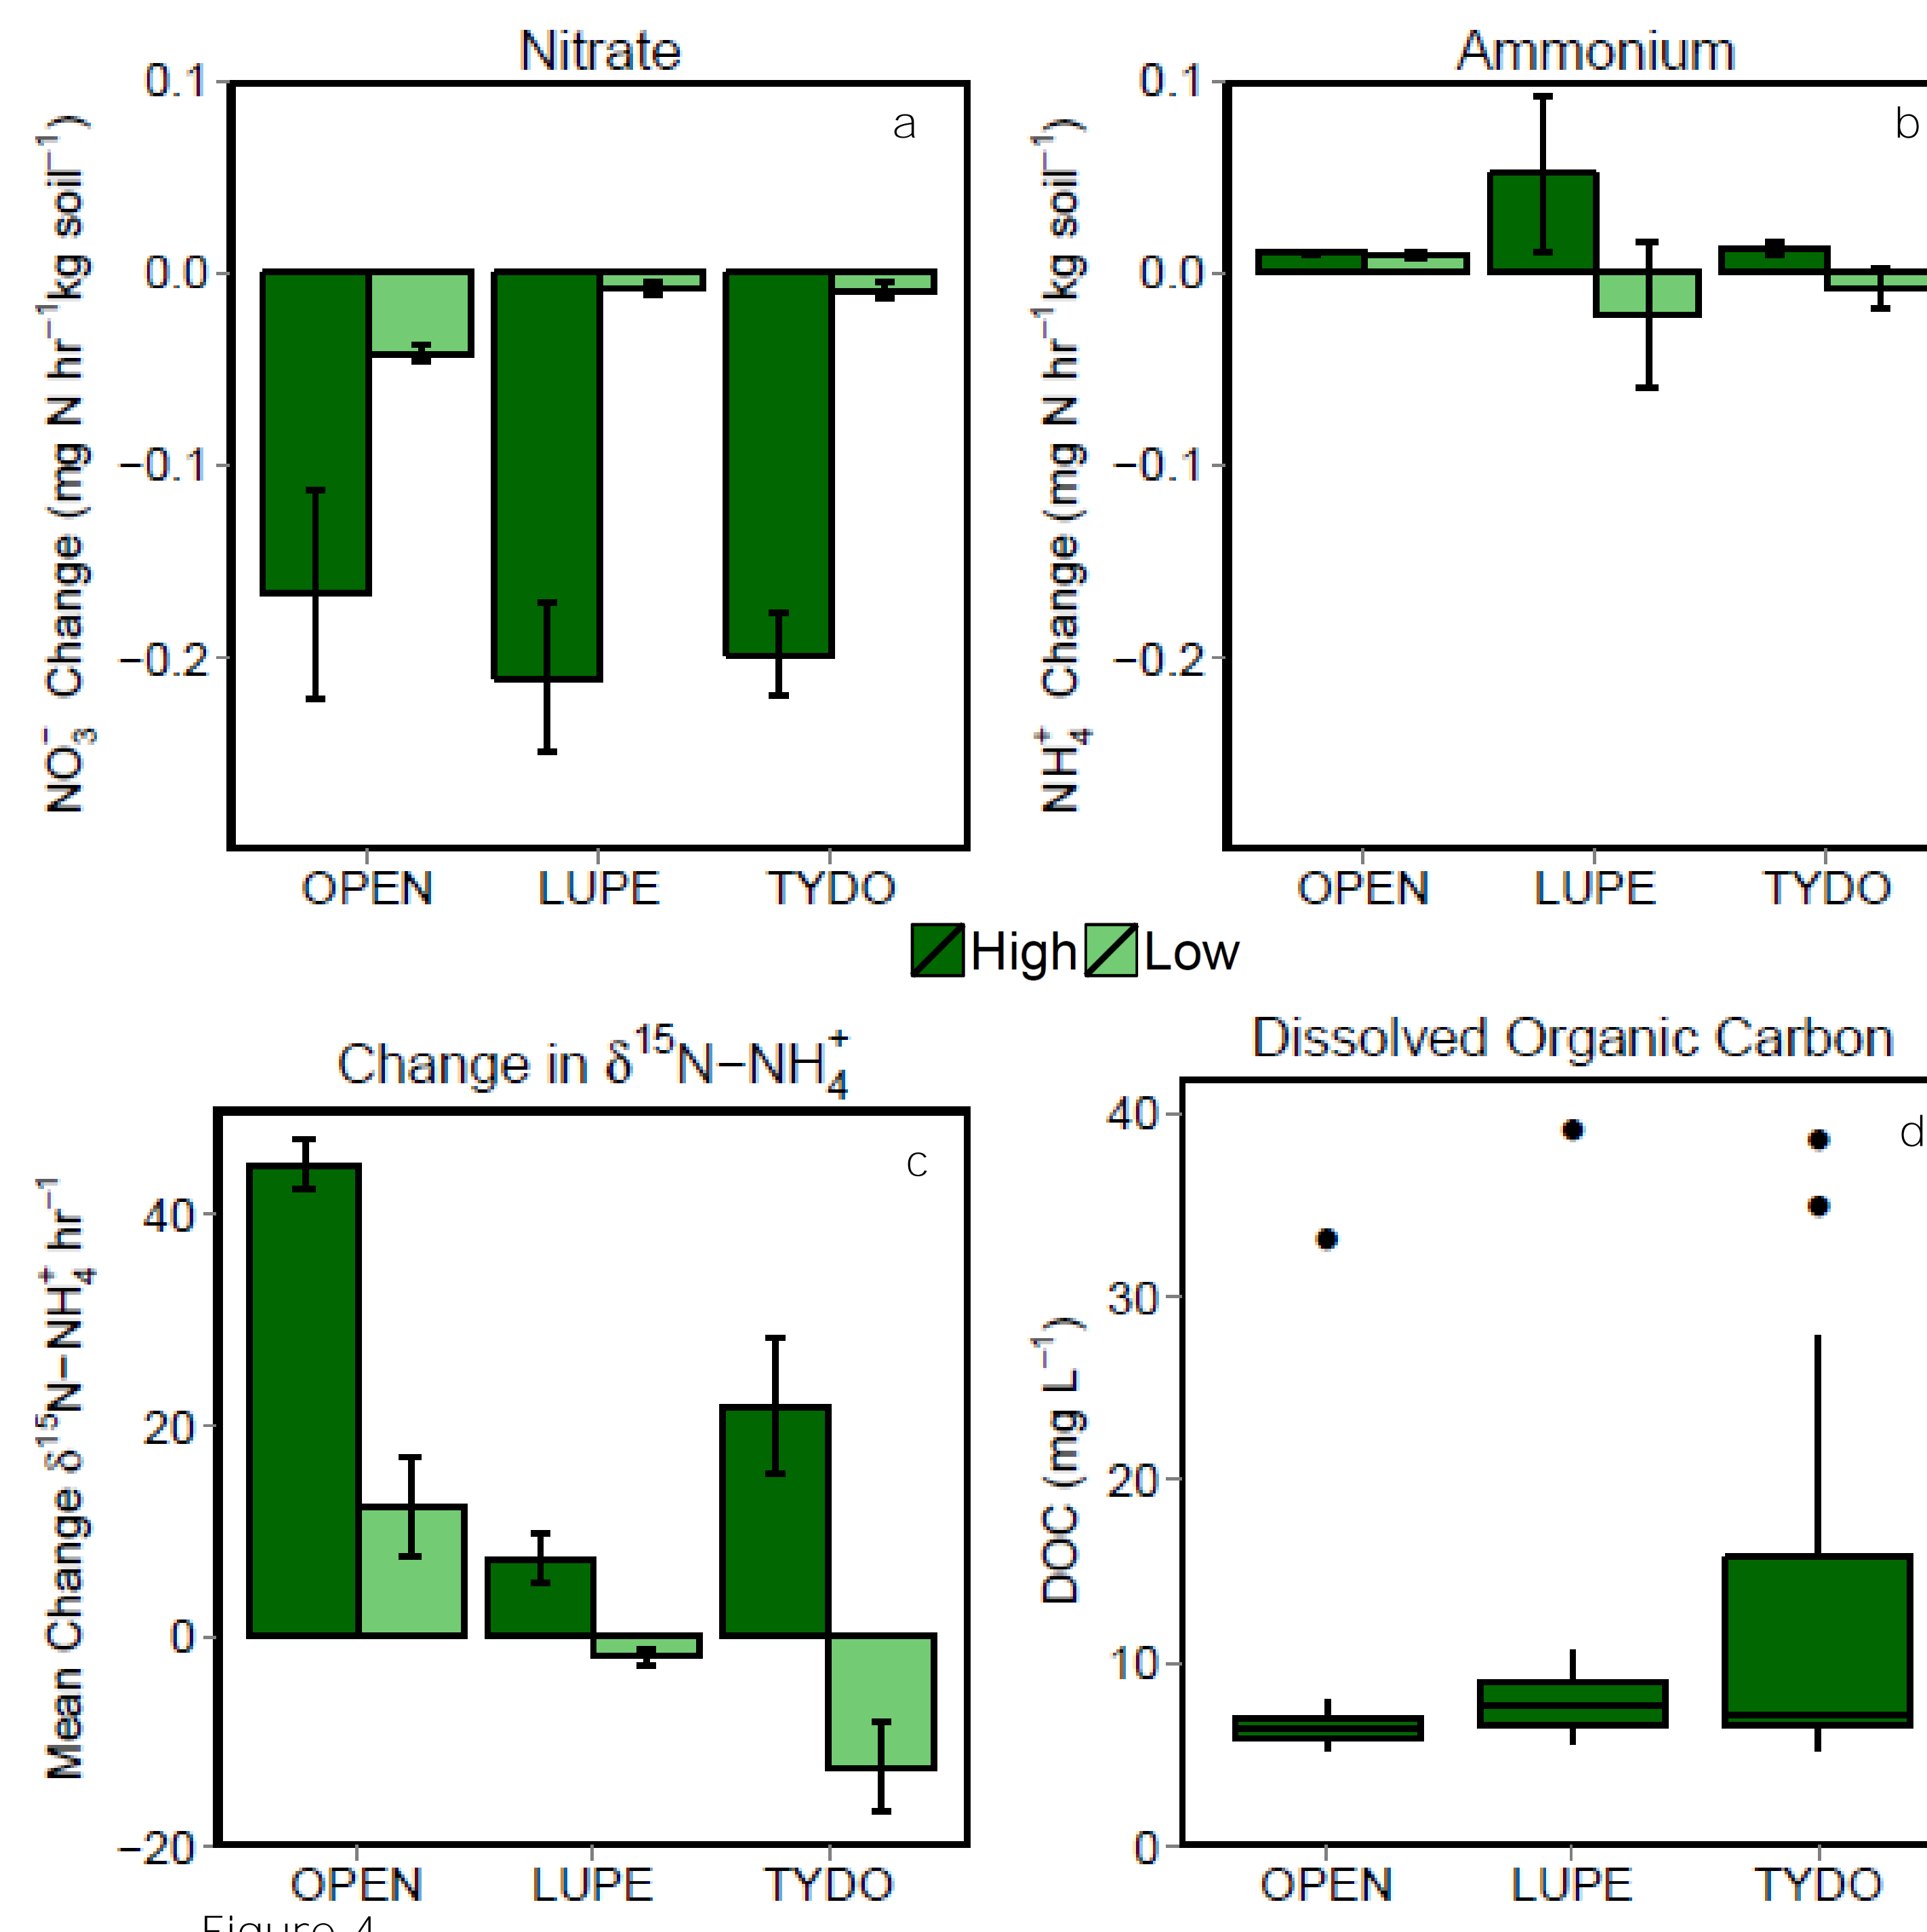 Nitrate
a
0.1
0.0
−0.1
−0.2
NO₃⁻ Change (mg N hr⁻¹kg soil⁻¹)
OPEN LUPE TYDO
Ammonium
b
0.1
0.0
−0.1
−0.2
NH₄⁺ Change (mg N hr⁻¹kg soil⁻¹)
OPEN LUPE TYDO
High Low
Change in δ¹⁵N−NH₄⁺
c
40
20
0
−20
Mean Change δ¹⁵N−NH₄⁺ hr⁻¹
OPEN LUPE TYDO
Dissolved Organic Carbon
d
40
30
20
10
0
DOC (mg L⁻¹)
OPEN LUPE TYDO
Figure 4